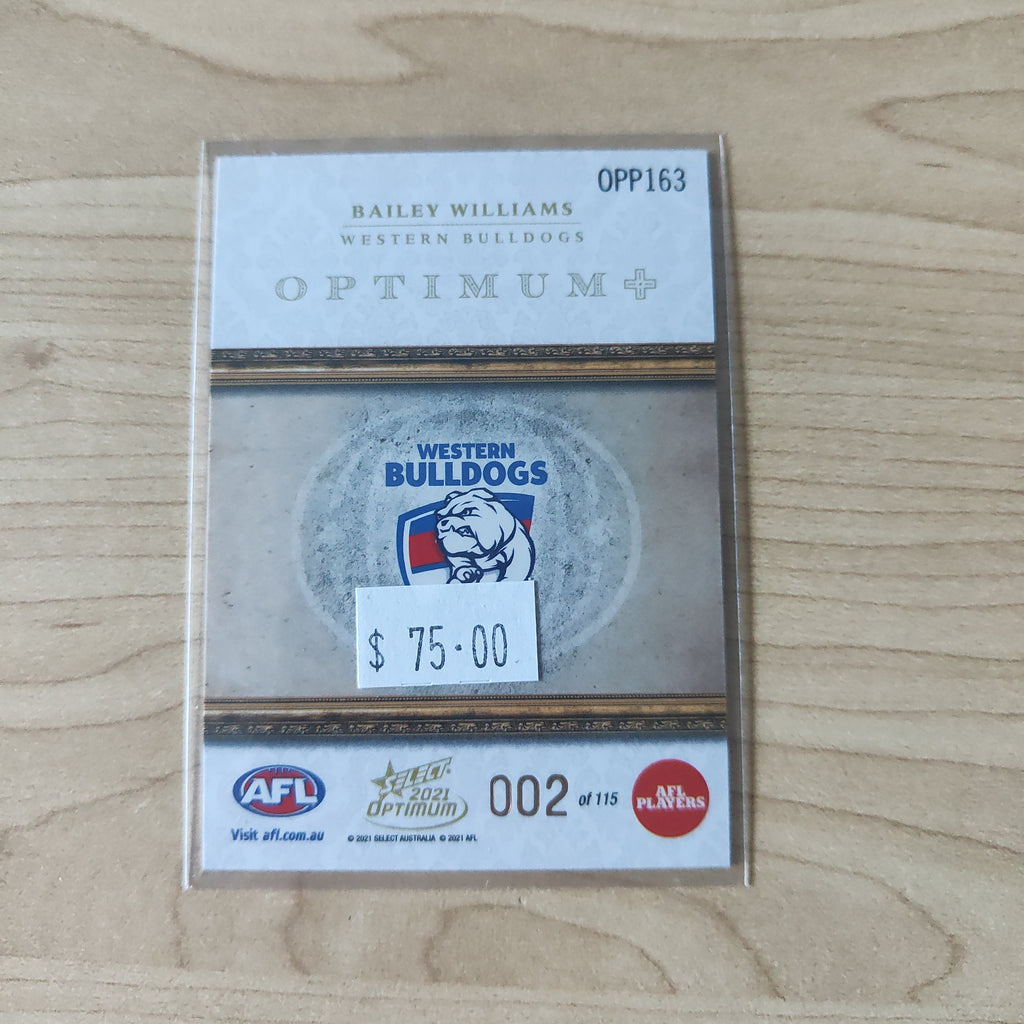 OPP163
BAILEY WILLIAMS
WESTERN BULLDOGS
OPTIMUM+
WESTERN
BULLDOGS
$ 75.00
AFL
Visit afl.com.au
SELECT
2021
OPTIMUM
© 2021 SELECT AUSTRALIA © 2021 AFL
002 of 115
AFL
PLAYERS